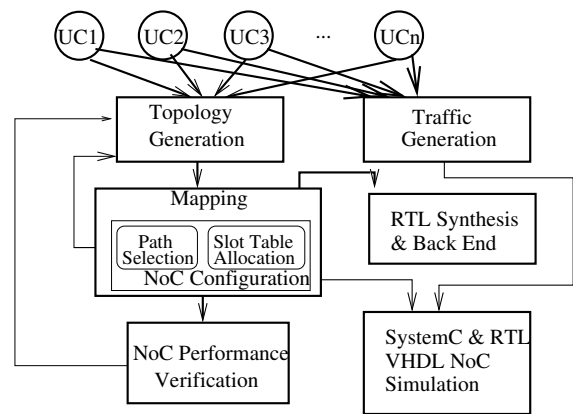 UC1 UC2 UC3 ... UCn
Topology
Generation
Traffic
Generation
Mapping
Path
Selection
Slot Table
Allocation
NoC Configuration
RTL Synthesis
& Back End
NoC Performance
Verification
SystemC & RTL
VHDL NoC
Simulation